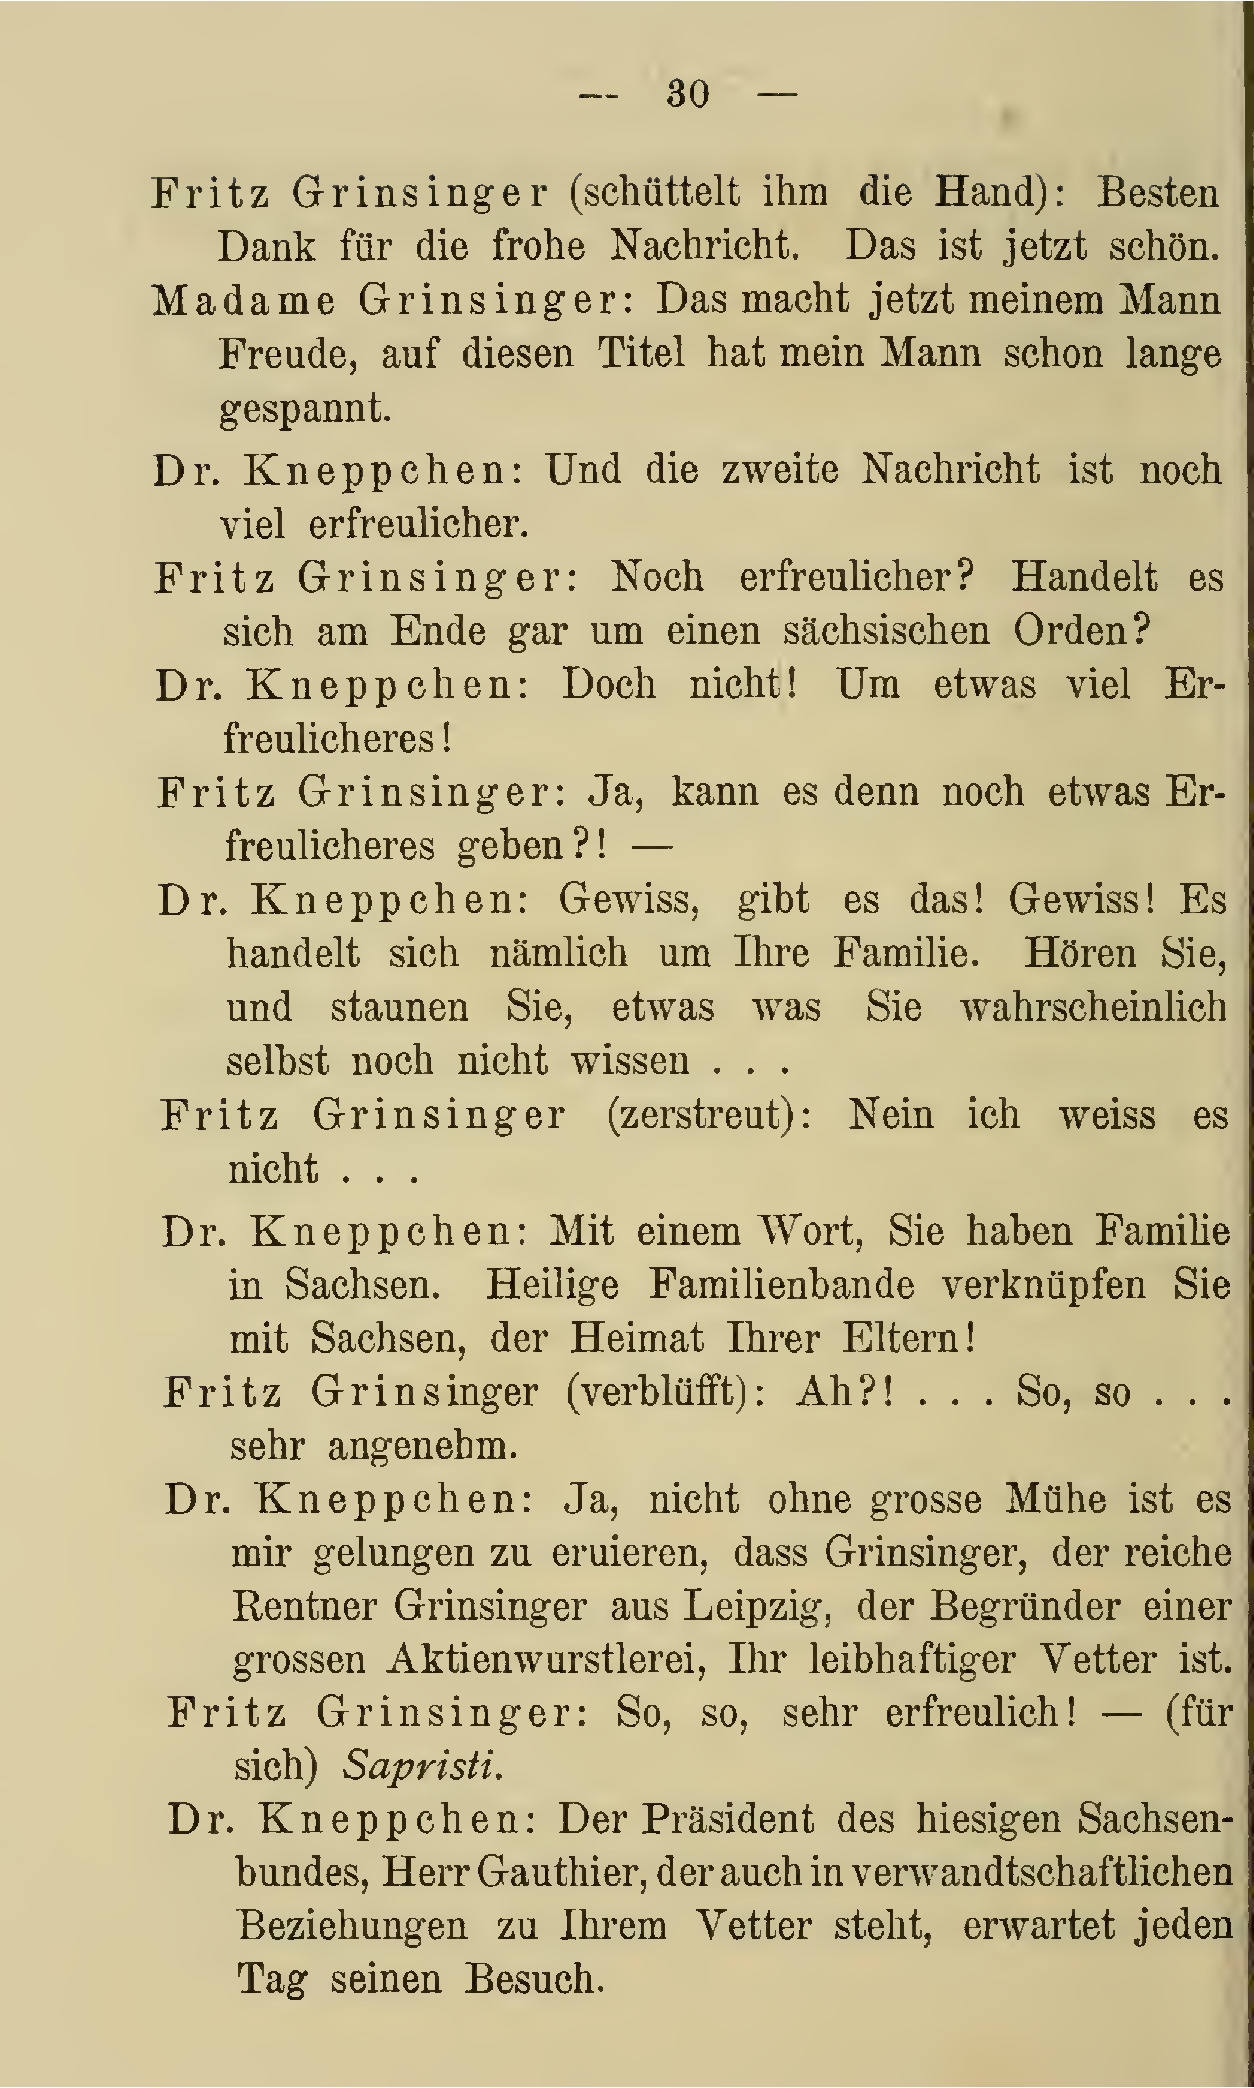 — 30 —
Fritz Grinsinger (schüttelt ihm die Hand): Besten
Dank für die frohe Nachricht. Das ist jetzt schön.
Madame Grinsinger: Das macht jetzt meinem Mann
Freude, auf diesen Titel hat mein Mann schon lange
gespannt.
Dr. Kneppchen: Und die zweite Nachricht ist noch
viel erfreulicher.
Fritz Grinsinger: Noch erfreulicher? Handelt es
sich am Ende gar um einen sächsischen Orden?
Dr. Kneppchen: Doch nicht! Um etwas viel Er-
freulicheres!
Fritz Grinsinger: Ja, kann es denn noch etwas Er-
freulicheres geben?! —
Dr. Kneppchen: Gewiss, gibt es das! Gewiss! Es
handelt sich nämlich um Ihre Familie. Hören Sie,
und staunen Sie, etwas was Sie wahrscheinlich
selbst noch nicht wissen . . .
Fritz Grinsinger (zerstreut): Nein ich weiss es
nicht . . .
Dr. Kneppchen: Mit einem Wort, Sie haben Familie
in Sachsen. Heilige Familienbande verknüpfen Sie
mit Sachsen, der Heimat Ihrer Eltern!
Fritz Grinsinger (verblüfft): Ah?! . . . So, so . . .
sehr angenehm.
Dr. Kneppchen: Ja, nicht ohne grosse Mühe ist es
mir gelungen zu eruieren, dass Grinsinger, der reiche
Rentner Grinsinger aus Leipzig, der Begründer einer
grossen Aktienwurstlerei, Ihr leibhaftiger Vetter ist.
Fritz Grinsinger: So, so, sehr erfreulich! — (für
sich) Sapristi.
Dr. Kneppchen: Der Präsident des hiesigen Sachsen-
bundes, Herr Gauthier, der auch in verwandtschaftlichen
Beziehungen zu Ihrem Vetter steht, erwartet jeden
Tag seinen Besuch.